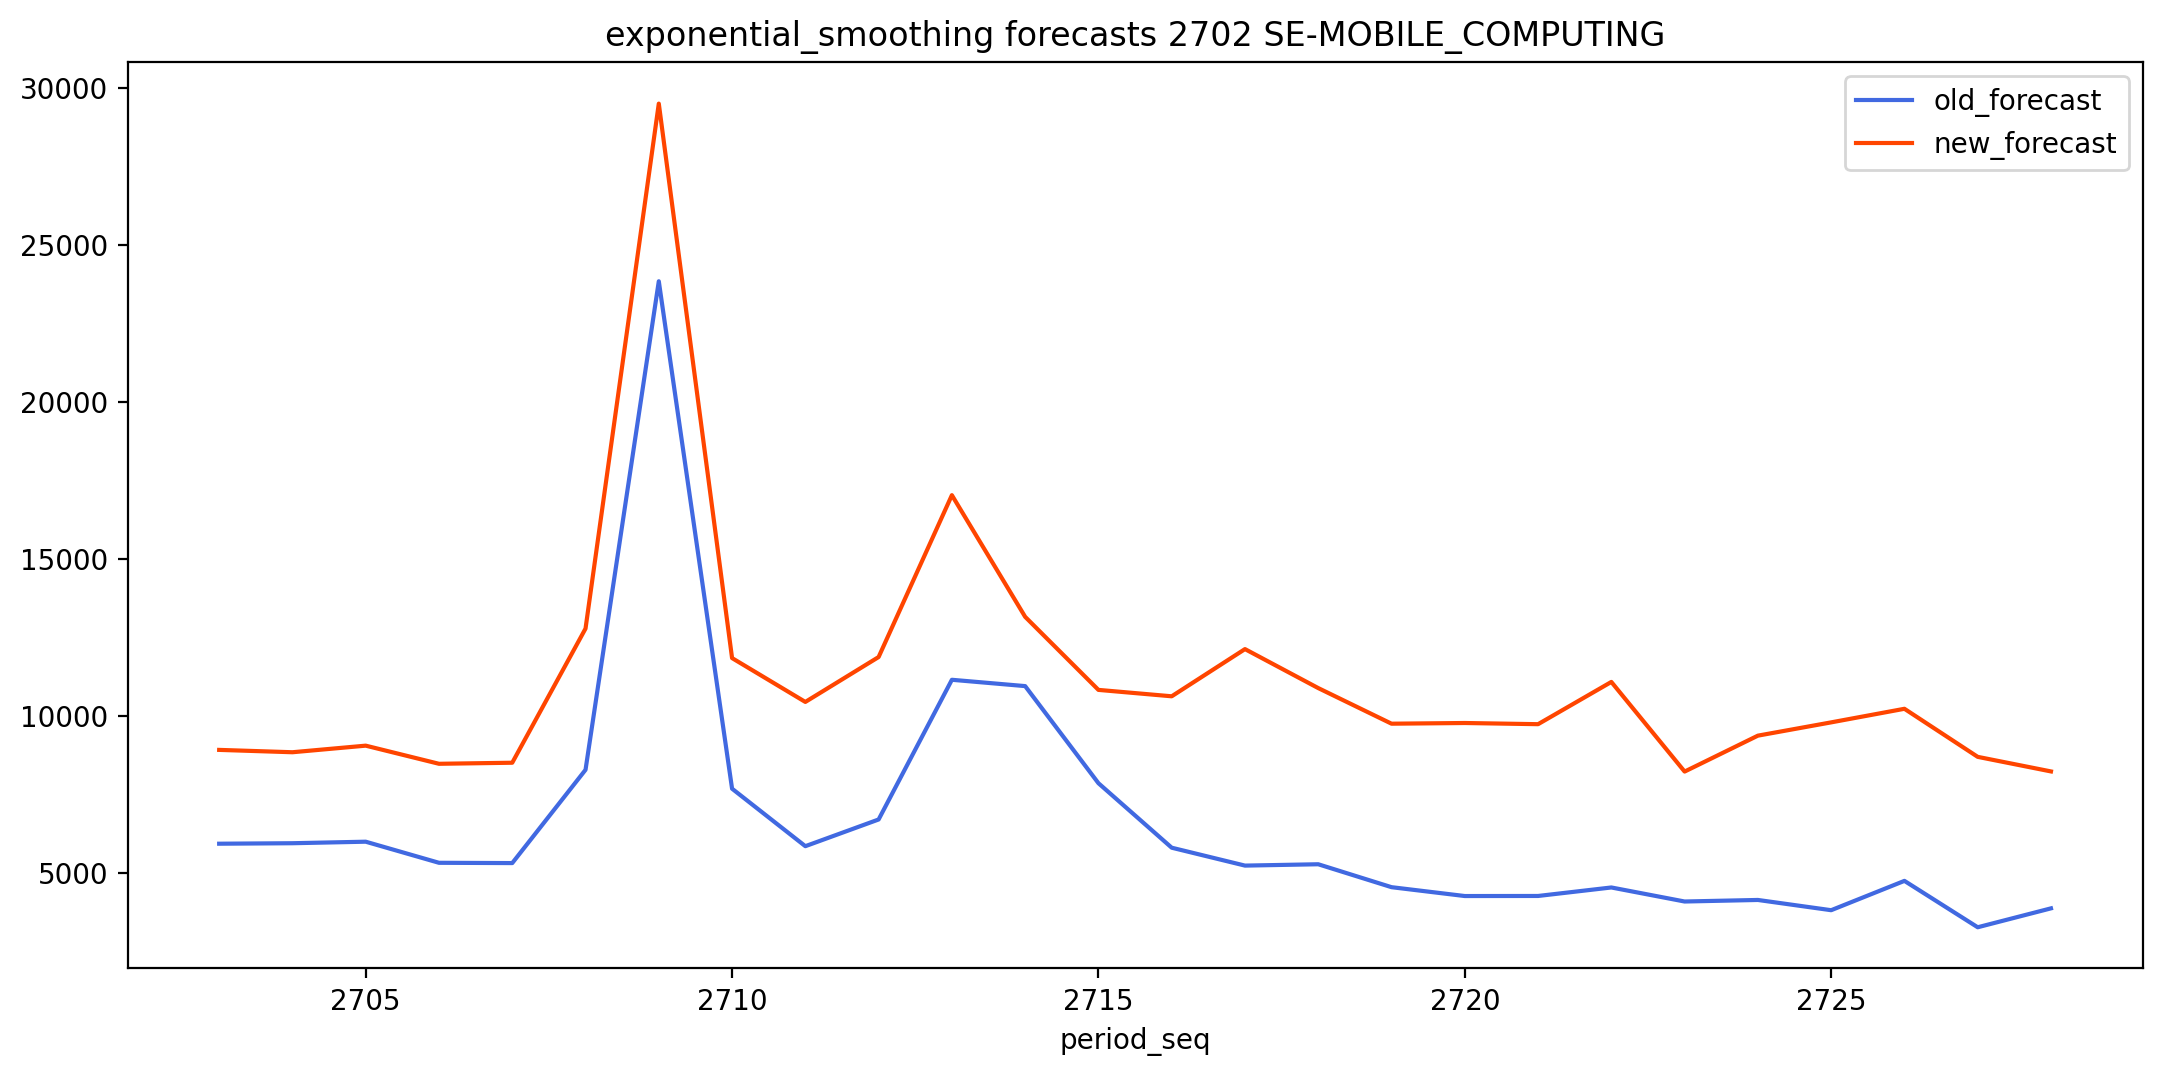 exponential_smoothing forecasts 2702 SE-MOBILE_COMPUTING
old_forecast
new_forecast
30000
25000
20000
15000
10000
5000
2705 2710 2715 2720 2725
period_seq